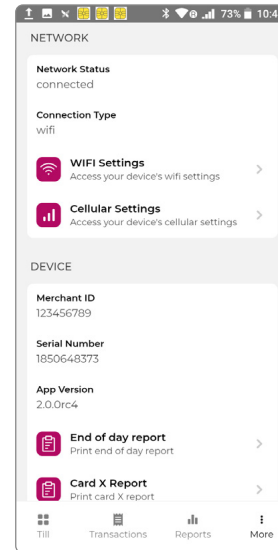 73% 10:4
NETWORK
Network Status
connected
Connection Type
wifi
WIFI Settings
Access your device's wifi settings
Cellular Settings
Access your device's cellular settings
DEVICE
Merchant ID
123456789
Serial Number
1850648373
App Version
2.0.0rc4
End of day report
Print end of day report
Card X Report
Print card X report
Till Transactions Reports More